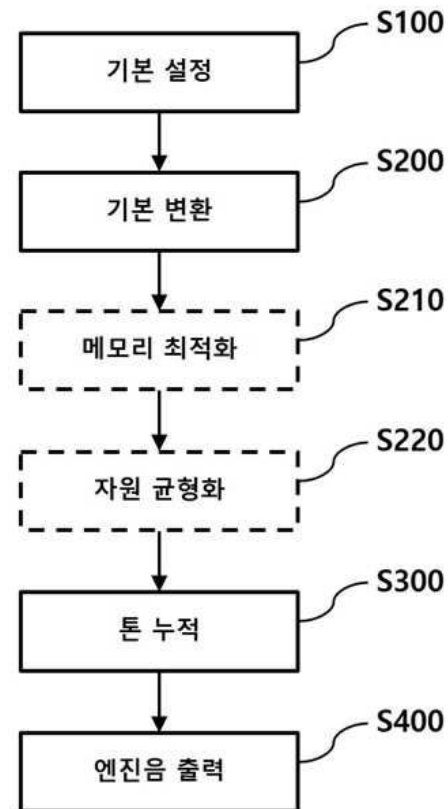 S100
기본 설정
S200
기본 변환
S210
메모리 최적화
S220
자원 균형화
S300
톤 누적
S400
엔진음 출력